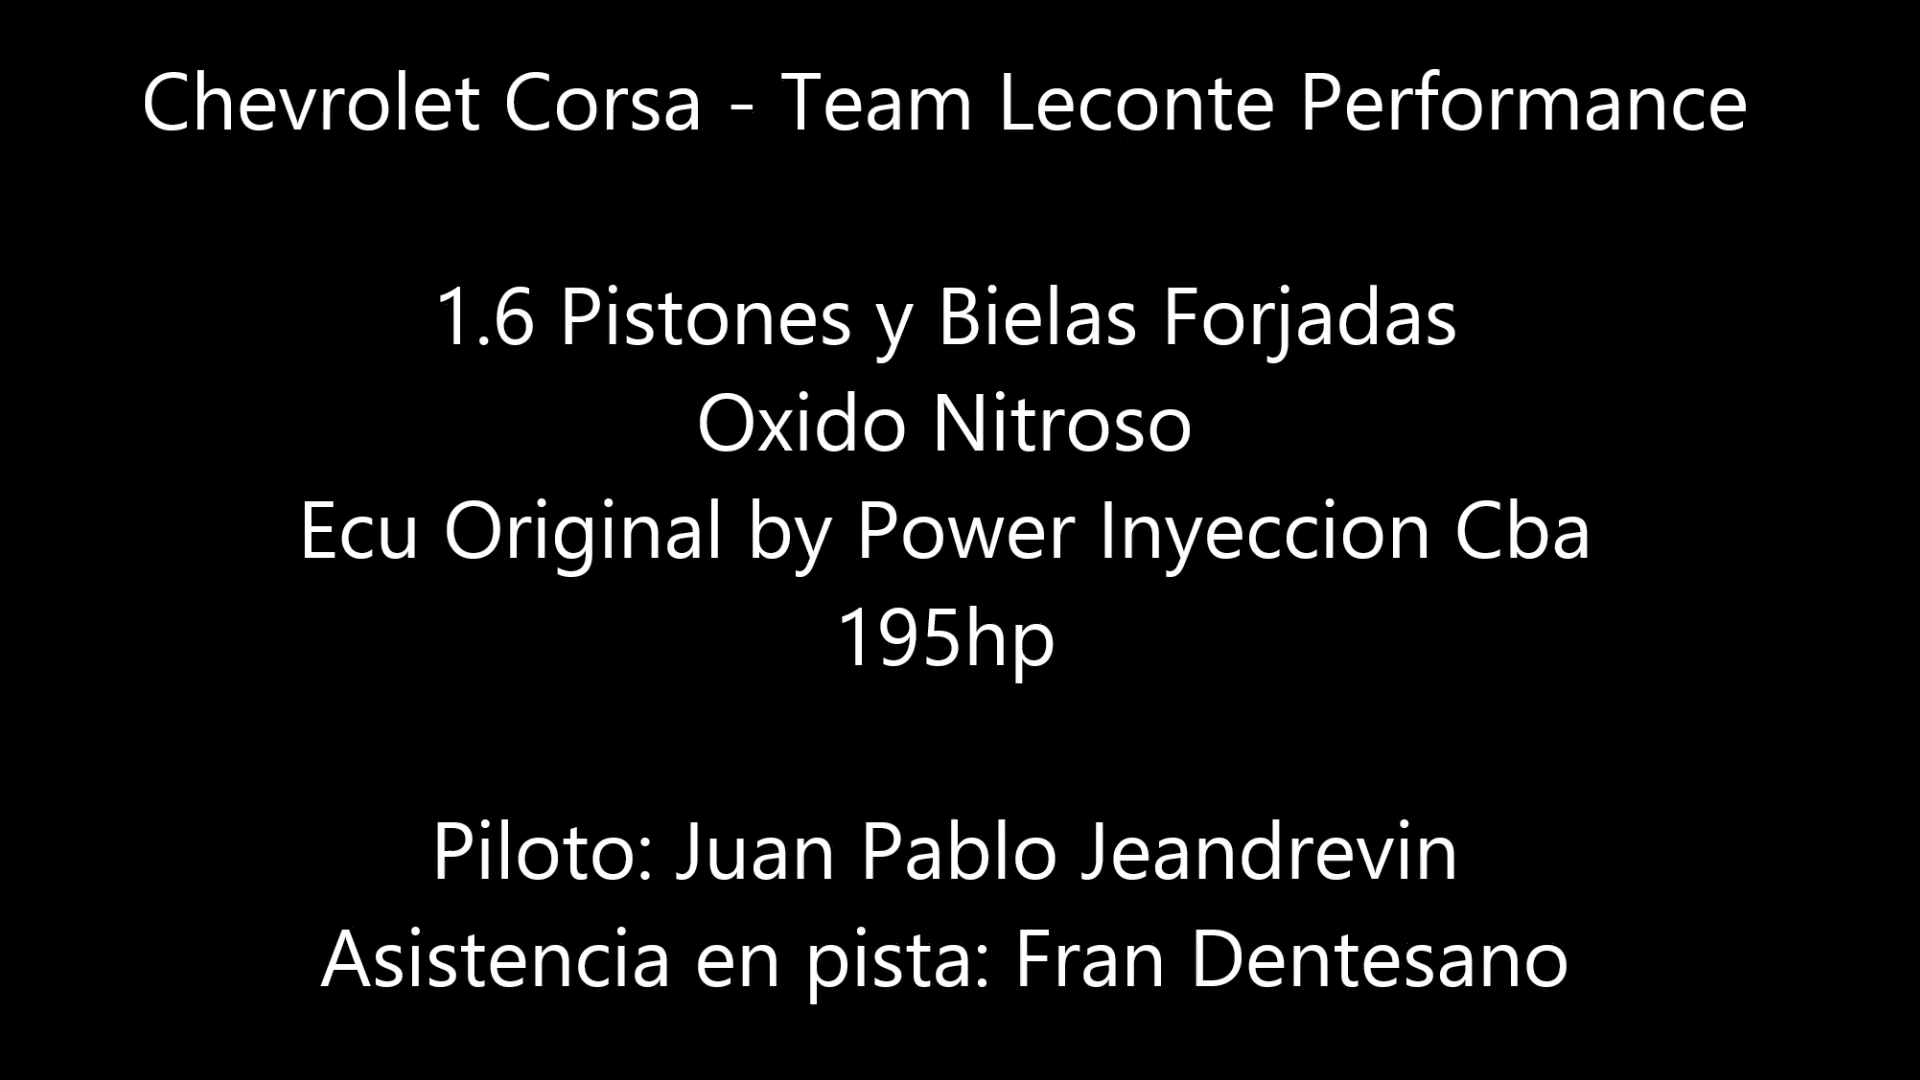 Chevrolet Corsa - Team Leconte Performance
1.6 Pistones y Bielas Forjadas
Oxido Nitroso
Ecu Original by Power Inyeccion Cba
195hp
Piloto: Juan Pablo Jeandrevin
Asistencia en pista: Fran Dentesano